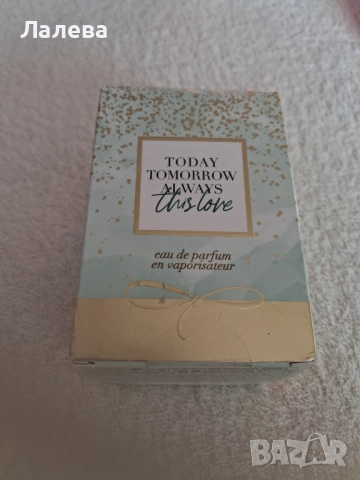 Лалева
TODAY
TOMORROW
ALWAYS
this love
eau de parfum
en vaporisateur
BAZAR